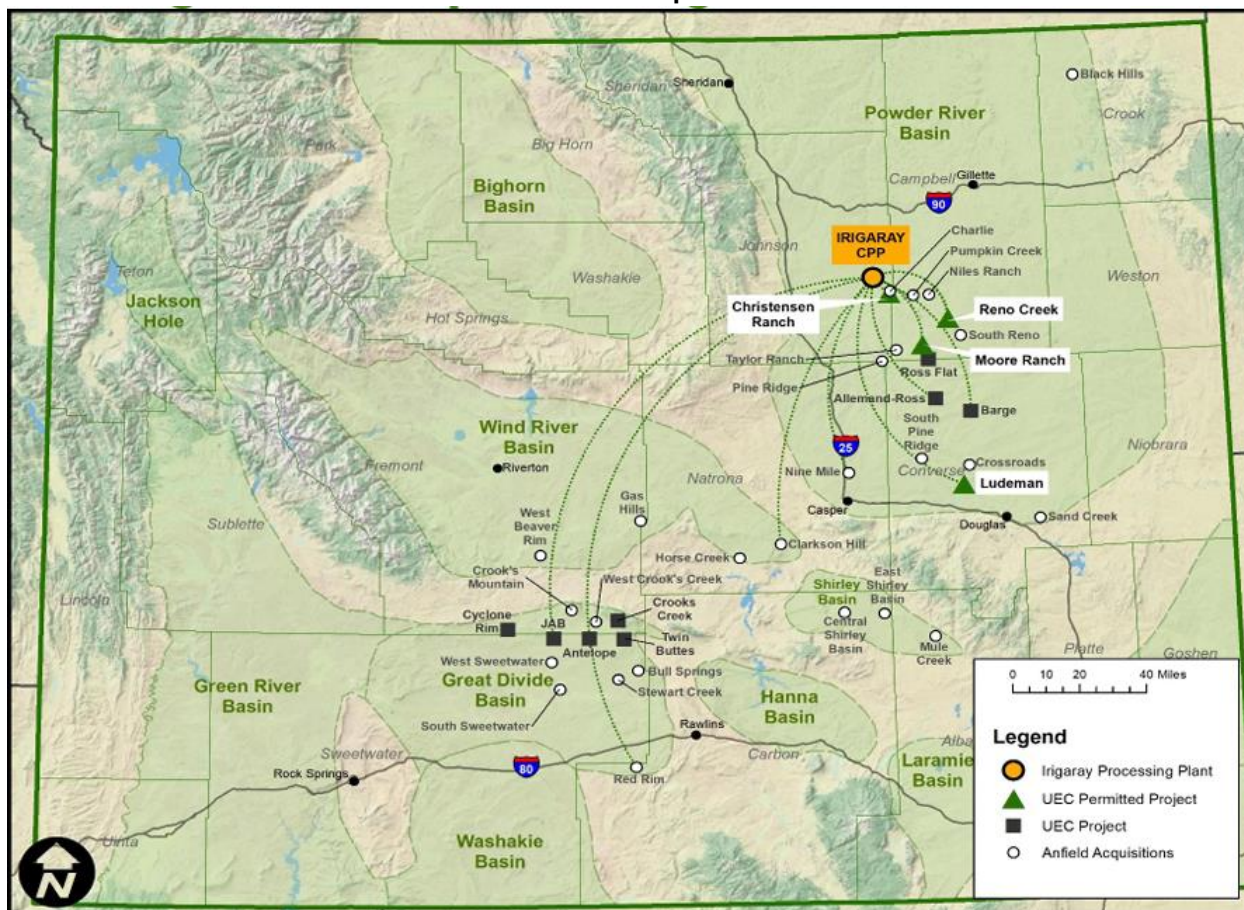 Sheridan
Sheridan
Black Hills
Crook
Powder River
Basin
Park
Big Horn
Campbell
Gillette
Bighorn
Basin
90
IRIGARAY
CPP
Charlie
Johnson
Pumpkin Creek
Niles Ranch
Weston
Teton
Washakie
Jackson
Hole
Christensen
Ranch
Reno Creek
Hot Springs
South Reno
Taylor Ranch
Moore Ranch
Pine Ridge
Ross Flat
Allemand-Ross
Barge
South
Pine
Ridge
Wind River
Basin
Niobrara
25
Riverton
Fremont
Natrona
Nine Mile
Converse
Crossroads
Ludeman
Gas
Hills
Casper
Douglas
Sand Creek
Sublette
West
Beaver
Rim
Clarkson Hill
Horse Creek
East
Shirley
Basin
Crook's
Mountain
West Crook's Creek
Shirley
Basin
Lincoln
Crooks
Creek
Cyclone
Rim
JAB
Central
Shirley
Basin
Antelope
Twin
Buttes
Mule
Creek
Platte
Goshen
West Sweetwater
Bull Springs
Great Divide
Basin
Stewart Creek
Green River
Basin
Hanna
Basin
South Sweetwater
Rawlins
Sweetwater
Carbon
Alba
Laramie
Basin
Rock Springs
80
Red Rim
Uinta
Washakie
Basin
N
0 10 20 40 Miles
Legend
Irigaray Processing Plant
UEC Permitted Project
UEC Project
Anfield Acquisitions